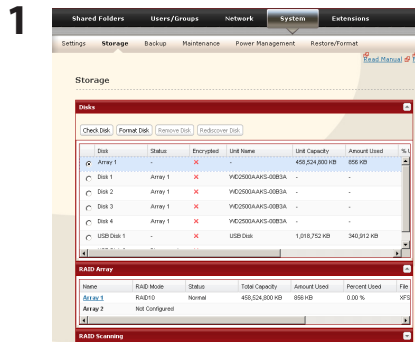 1
Shared Folders Users/Groups Network System Extensions
Settings Storage Backup Maintenance Power Management Restore/Format
Read Manual
Storage
Disks
Check Disk Format Disk Remove Disk Rediscover Disk
Disk Status Encrypted Unit Name Unit Capacity Amount Used %
Array 1 - - 458,524,800 KB 856 KB
Disk 1 Array 1 WD2500AAKS-00B3A - -
Disk 2 Array 1 WD2500AAKS-00B3A - -
Disk 3 Array 1 WD2500AAKS-00B3A - -
Disk 4 Array 1 WD2500AAKS-00B3A - -
USB Disk 1 - USB Disk 1,018,752 KB 340,912 KB
RAID Array
Name RAID Mode Status Total Capacity Amount Used Percent Used File
Array 1 RAID10 Normal 458,524,800 KB 856 KB 0.00 % XFS
Array 2 Not Configured
RAID Scanning